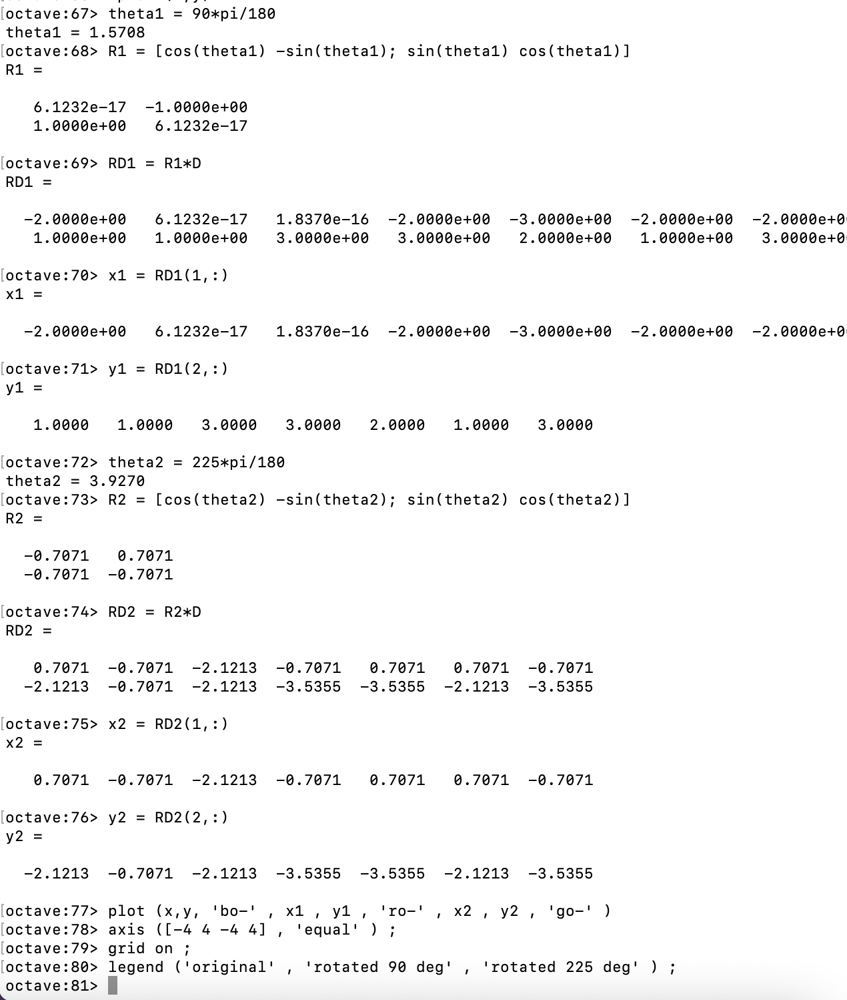 [octave:67> theta1 = 90*pi/180
theta1 = 1.5708
[octave:68> R1 = [cos(theta1) -sin(theta1); sin(theta1) cos(theta1)]
R1 =
6.1232e-17 -1.0000e+00
1.0000e+00 6.1232e-17
[octave:69> RD1 = R1*D
RD1 =
-2.0000e+00 6.1232e-17 1.8370e-16 -2.0000e+00 -3.0000e+00 -2.0000e+00 -2.0000e+0
1.0000e+00 1.0000e+00 3.0000e+00 3.0000e+00 2.0000e+00 1.0000e+00 3.0000e+0
[octave:70> x1 = RD1(1,:)
x1 =
-2.0000e+00 6.1232e-17 1.8370e-16 -2.0000e+00 -3.0000e+00 -2.0000e+00 -2.0000e+0
[octave:71> y1 = RD1(2,:)
y1 =
1.0000 1.0000 3.0000 3.0000 2.0000 1.0000 3.0000
[octave:72> theta2 = 225*pi/180
theta2 = 3.9270
[octave:73> R2 = [cos(theta2) -sin(theta2); sin(theta2) cos(theta2)]
R2 =
-0.7071 0.7071
-0.7071 -0.7071
[octave:74> RD2 = R2*D
RD2 =
0.7071 -0.7071 -2.1213 -0.7071 0.7071 0.7071 -0.7071
-2.1213 -0.7071 -2.1213 -3.5355 -3.5355 -2.1213 -3.5355
[octave:75> x2 = RD2(1,:)
x2 =
0.7071 -0.7071 -2.1213 -0.7071 0.7071 0.7071 -0.7071
[octave:76> y2 = RD2(2,:)
y2 =
-2.1213 -0.7071 -2.1213 -3.5355 -3.5355 -2.1213 -3.5355
[octave:77> plot (x,y, 'bo-' , x1 , y1 , 'ro-' , x2 , y2 , 'go-' )
[octave:78> axis ([-4 4 -4 4] , 'equal' ) ;
[octave:79> grid on ;
[octave:80> legend ('original' , 'rotated 90 deg' , 'rotated 225 deg' ) ;
octave:81>